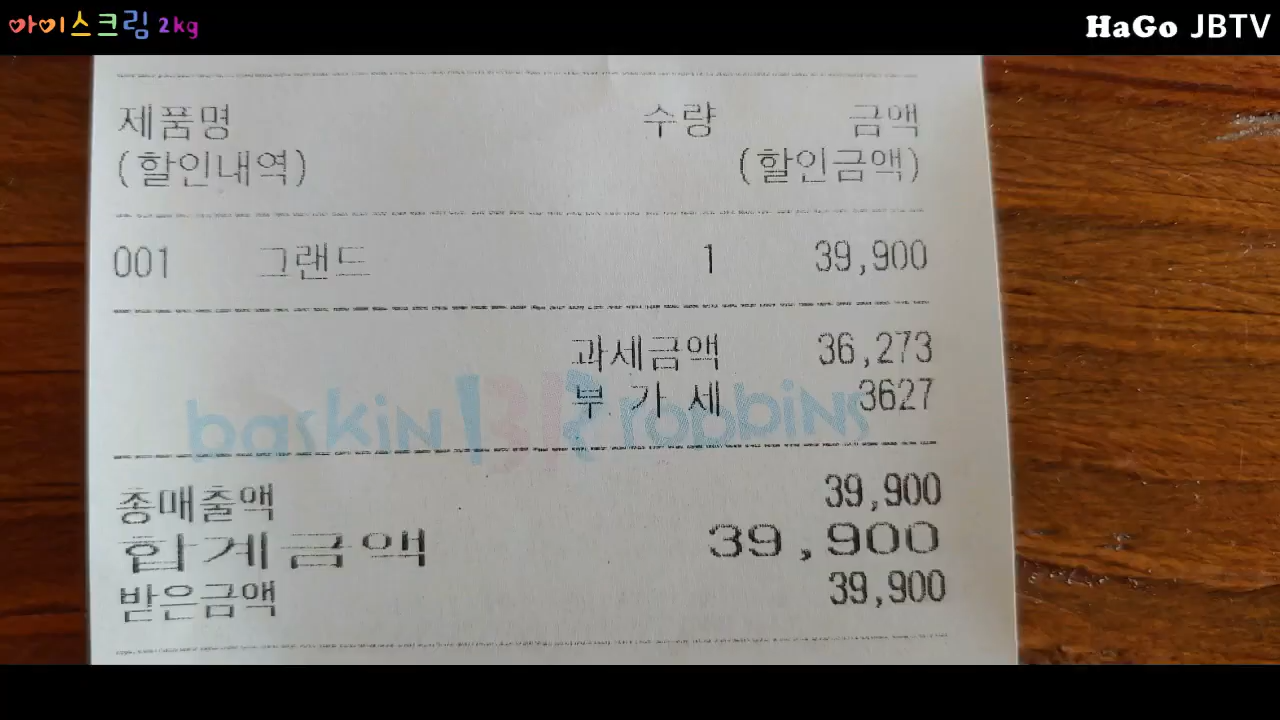 아이스크림 2kg
HaGo JBTV
제품명 수량 금액
(할인내역) (할인금액)
001 그랜드 1 39,900
과세금액 36,273
부 가 세 3627
baskin BR robbins
총매출액 39,900
합계금액 39,900
받은금액 39,900